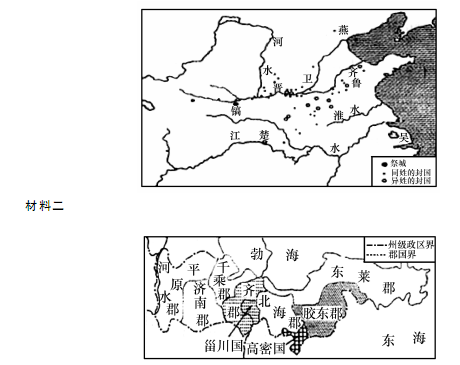 燕
河水
晋
卫
齐
鲁
镐
淮水
江水
楚
吴
祭城
同姓的封国
异姓的封国
材料二
州级政区界
郡国界
渤海
河水
平原郡
济南郡
千乘郡
齐郡
北海郡
胶东郡
东莱郡
淄川国
高密国
东海